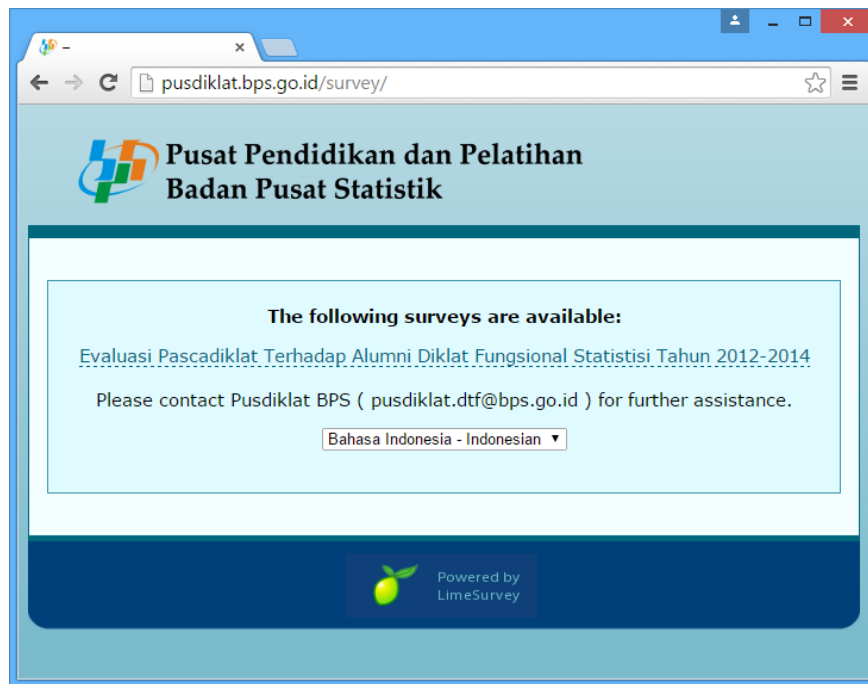 –
pusdiklat.bps.go.id/survey/
Pusat Pendidikan dan Pelatihan
Badan Pusat Statistik
The following surveys are available:
Evaluasi Pascadiklat Terhadap Alumni Diklat Fungsional Statistisi Tahun 2012-2014
Please contact Pusdiklat BPS ( pusdiklat.dtf@bps.go.id ) for further assistance.
Bahasa Indonesia - Indonesian
Powered by
LimeSurvey